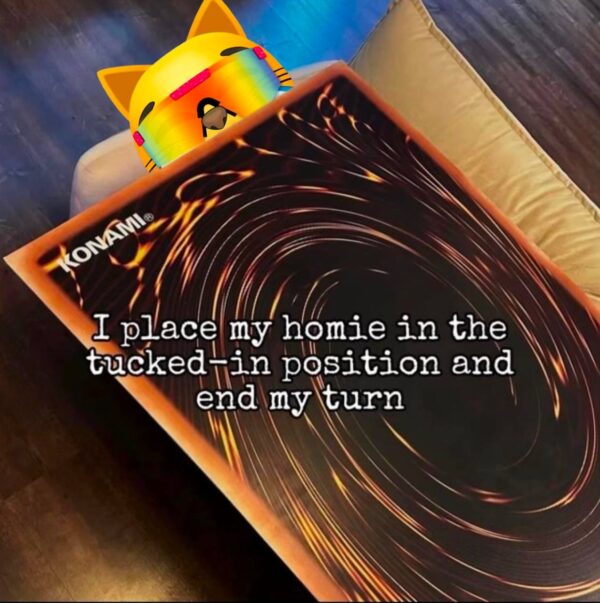 KONAMI®
I place my homie in the
tucked-in position and
end my turn